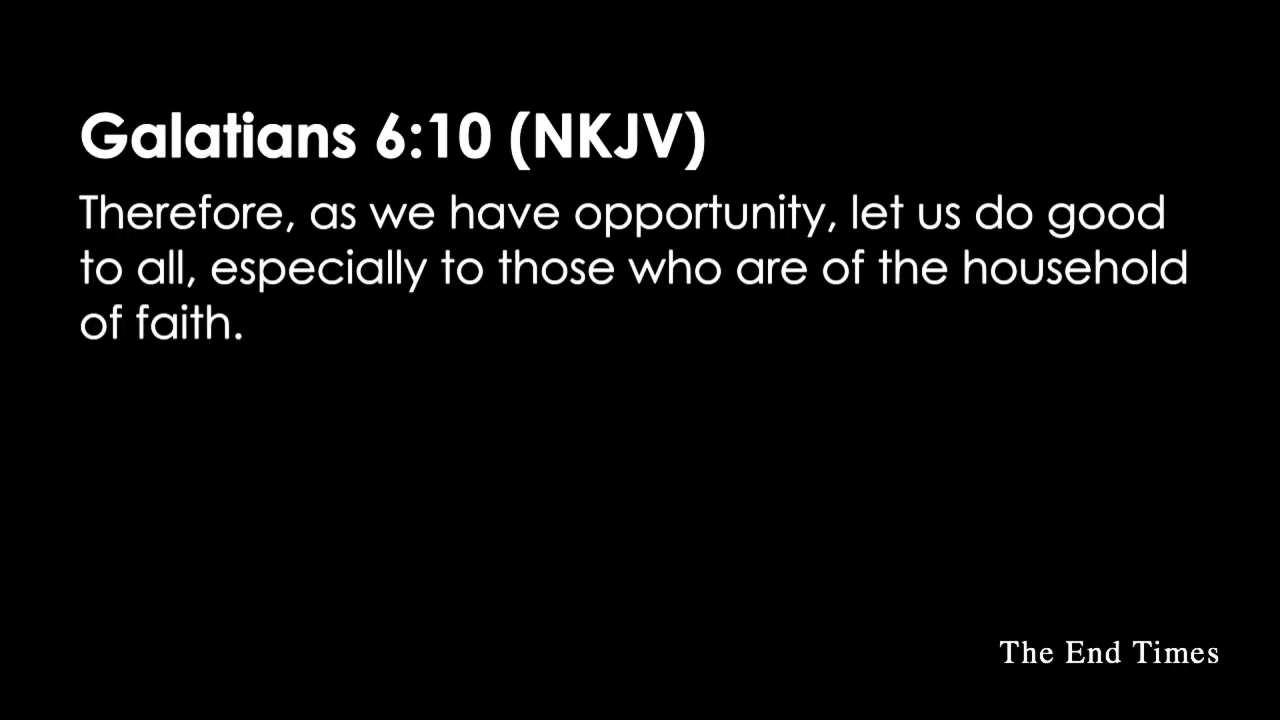 Galatians 6:10 (NKJV)
Therefore, as we have opportunity, let us do good
to all, especially to those who are of the household
of faith.
The End Times